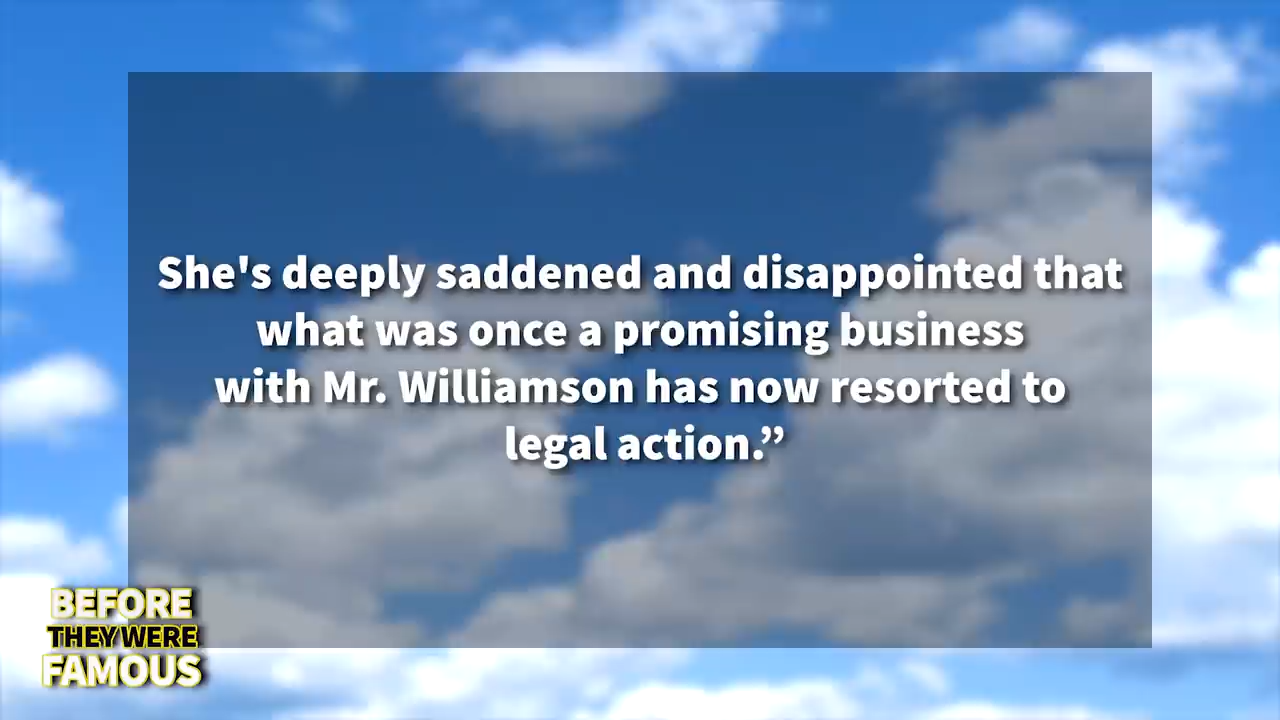 She's deeply saddened and disappointed that
what was once a promising business
with Mr. Williamson has now resorted to
legal action.”
BEFORE
THEY WERE
FAMOUS